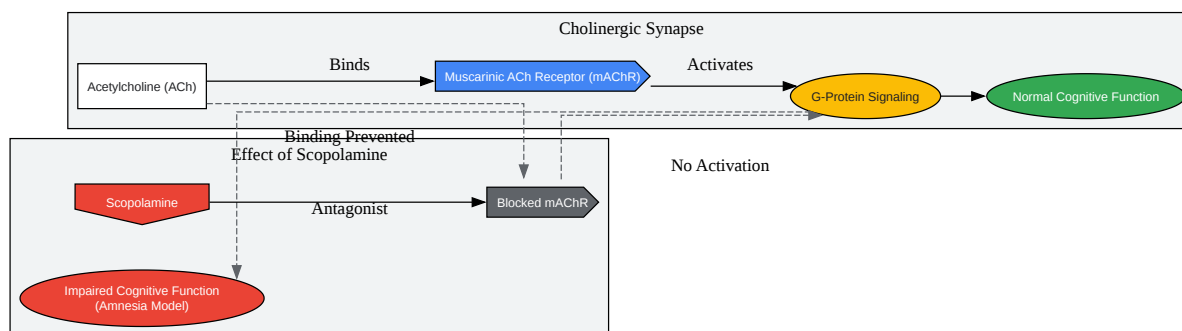 Cholinergic Synapse
Binds
Activates
Acetylcholine (ACh)
Muscarinic ACh Receptor (mAChR)
G-Protein Signaling
Normal Cognitive Function
Binding Prevented
Effect of Scopolamine
No Activation
Scopolamine
Antagonist
Blocked mAChR
Impaired Cognitive Function
(Amnesia Model)